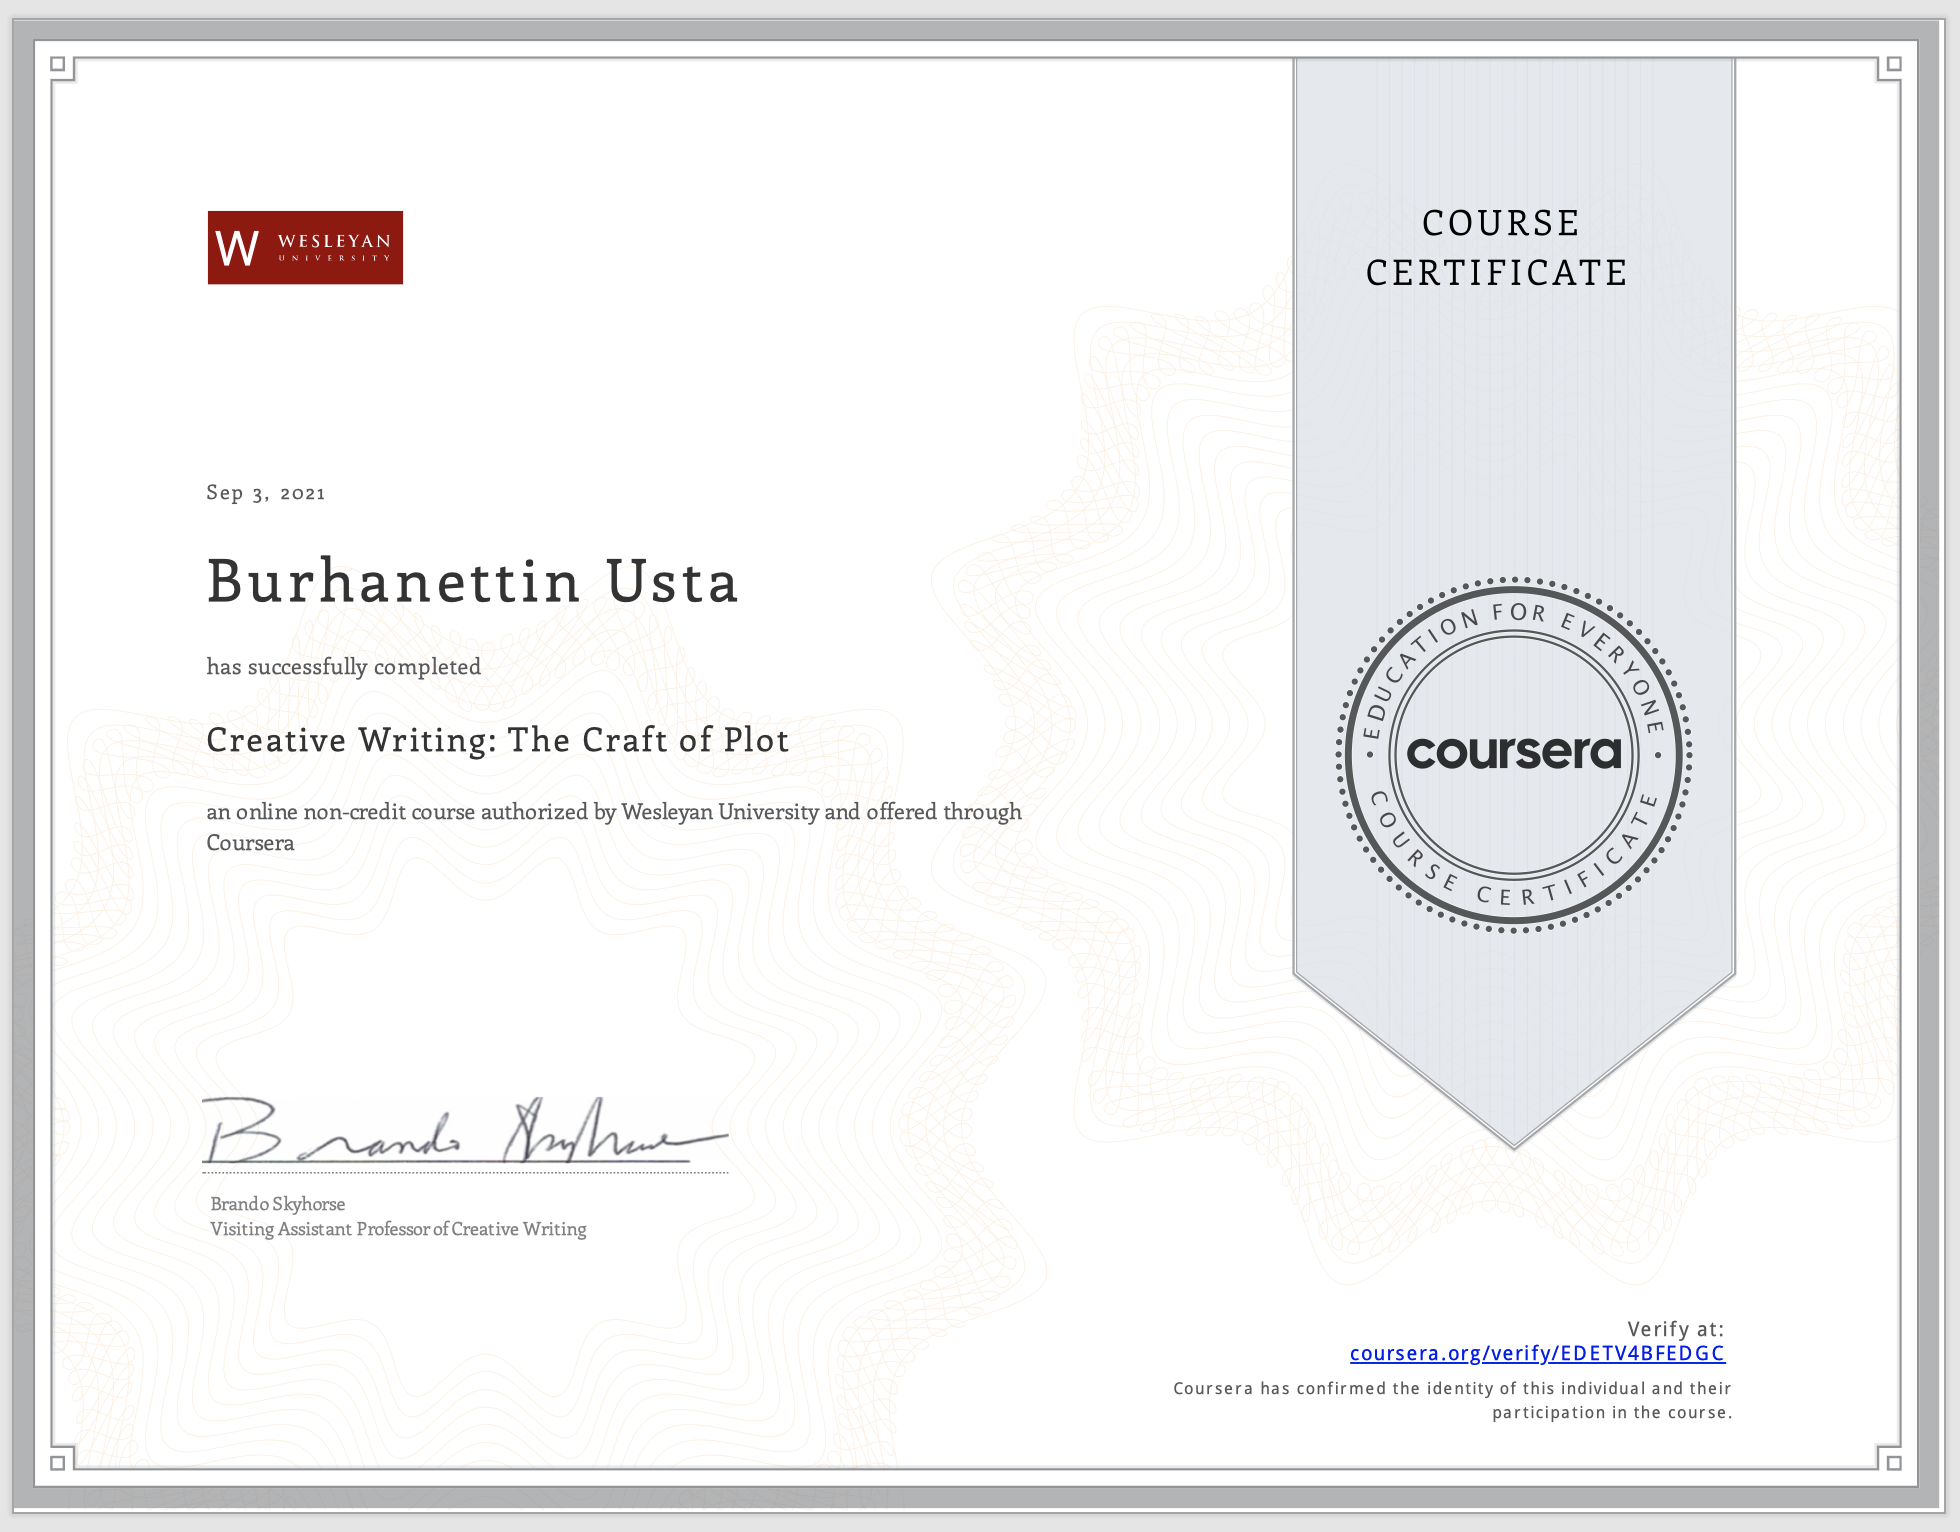 W WESLEYAN
UNIVERSITY
COURSE
CERTIFICATE
Sep 3, 2021
Burhanettin Usta
has successfully completed
Creative Writing: The Craft of Plot
an online non-credit course authorized by Wesleyan University and offered through
Coursera
EDUCATION FOR EVERYONE
coursera
COURSE CERTIFICATE
Brando Skyhorse
Brando Skyhorse
Visiting Assistant Professor of Creative Writing
Verify at:
coursera.org/verify/EDETV4BFEDGC
Coursera has confirmed the identity of this individual and their
participation in the course.